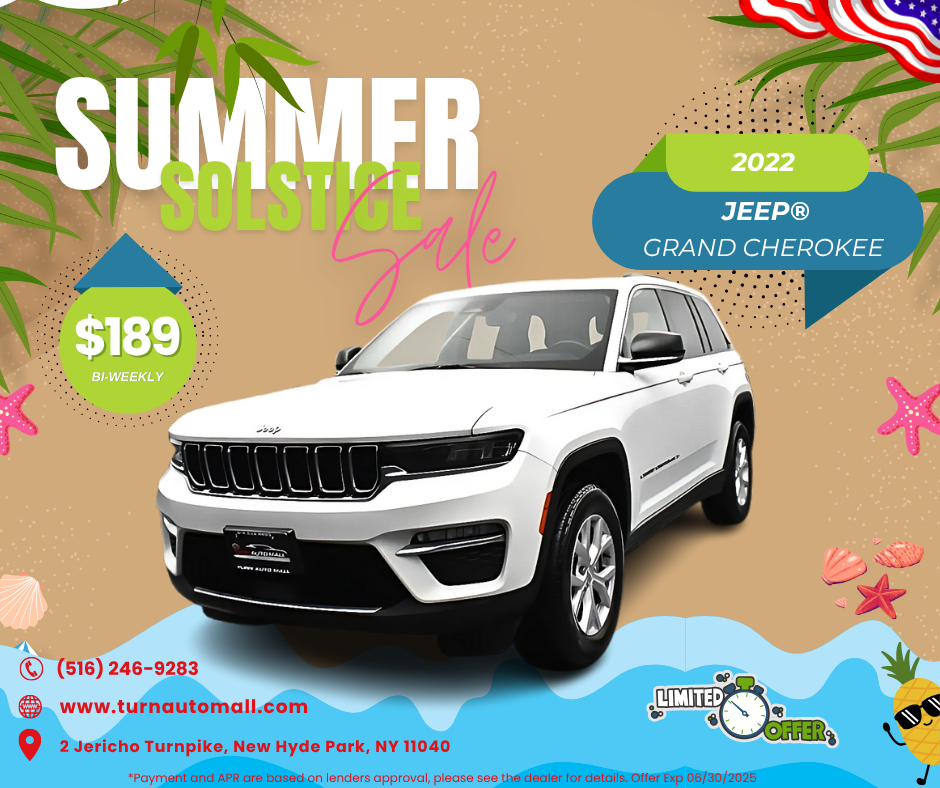 SUMMER
SOLSTICE
Sale
2022
JEEP®
GRAND CHEROKEE
$189
BI-WEEKLY
Jeep
AUTO MALL
TURN AUTO MALL
(516) 246-9283
www.turnautomall.com
2 Jericho Turnpike, New Hyde Park, NY 11040
LIMITED
OFFER
*Payment and APR are based on lenders approval, please see the dealer for details. Offer Exp 06/30/2025